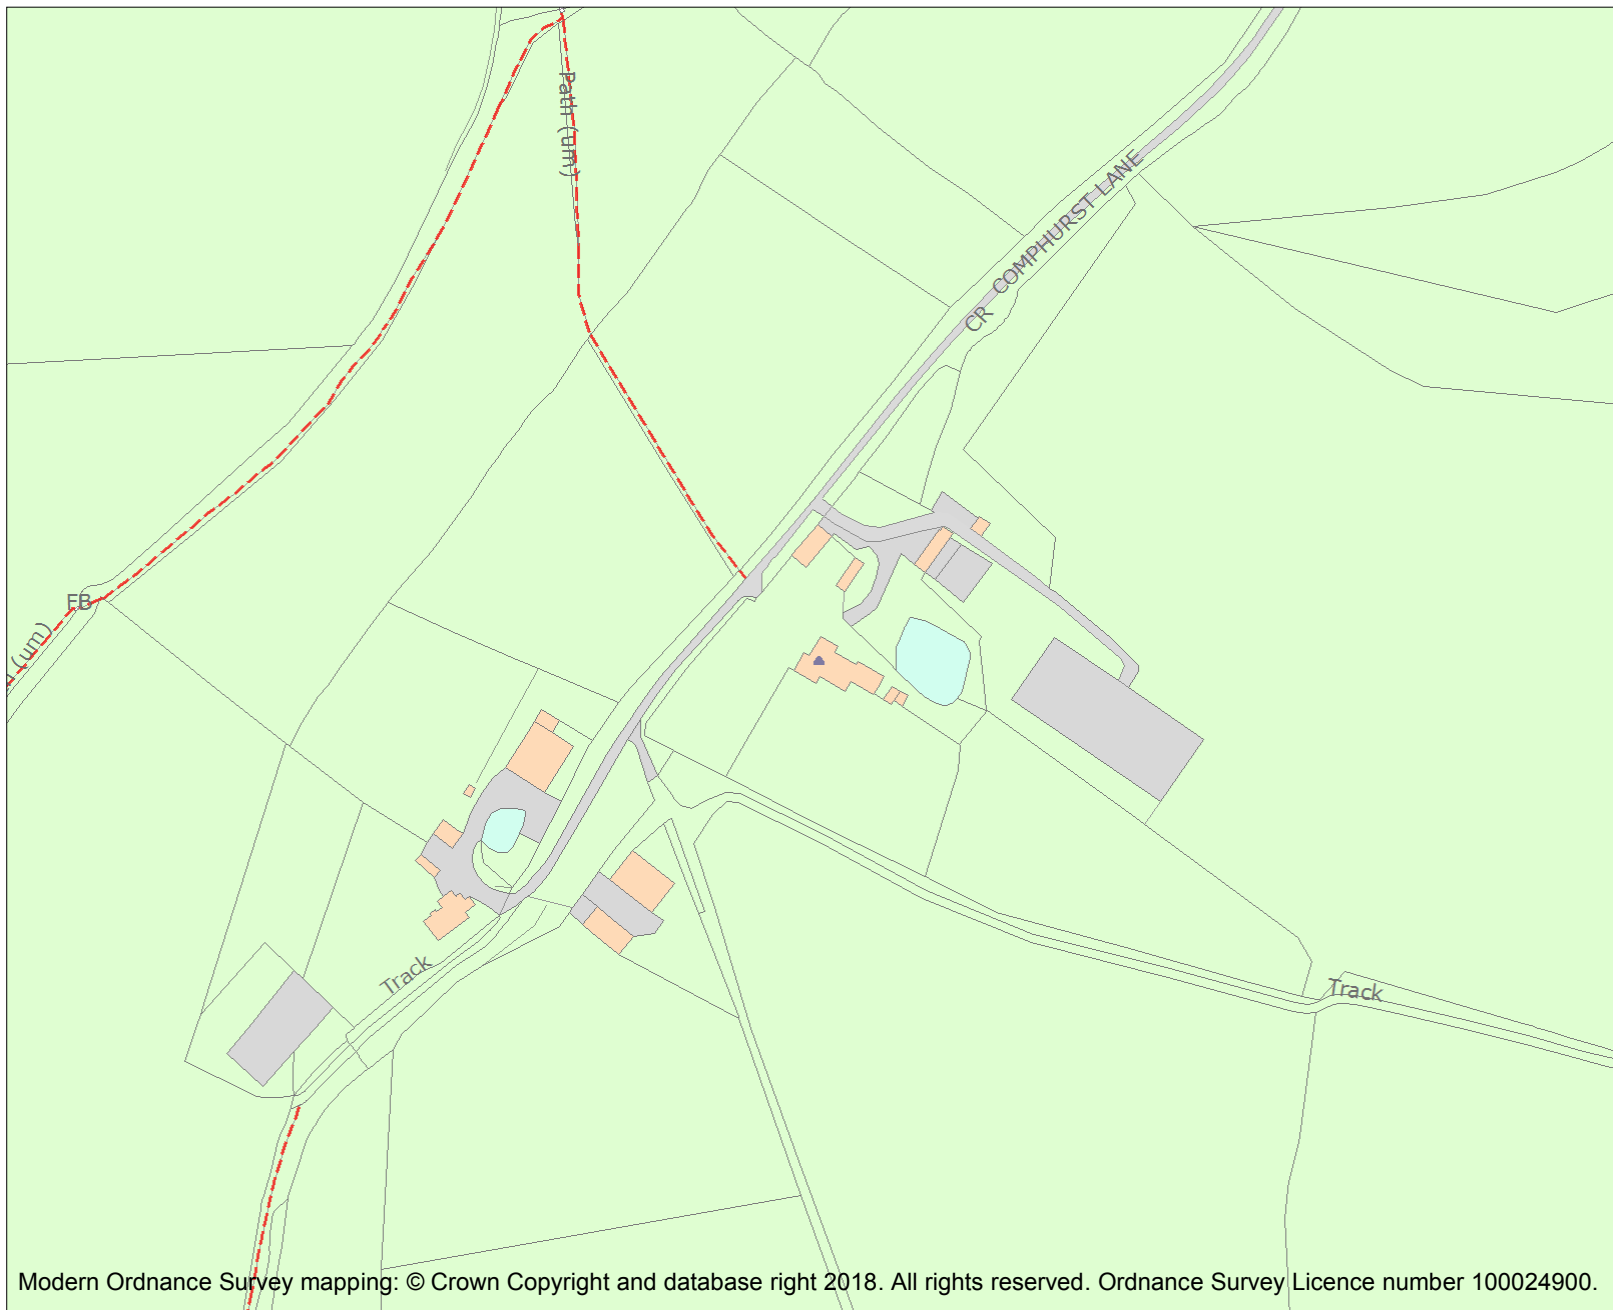 Path (um)
COMPHURST LANE
CR
FB
(um)
Track
Track
Modern Ordnance Survey mapping: © Crown Copyright and database right 2018. All rights reserved. Ordnance Survey Licence number 100024900.